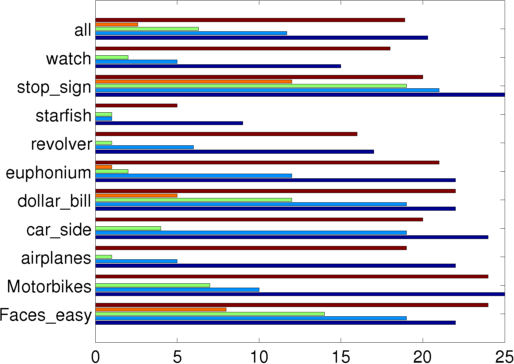 all
watch
stop_sign
starfish
revolver
euphonium
dollar_bill
car_side
airplanes
Motorbikes
Faces_easy
0 5 10 15 20 25